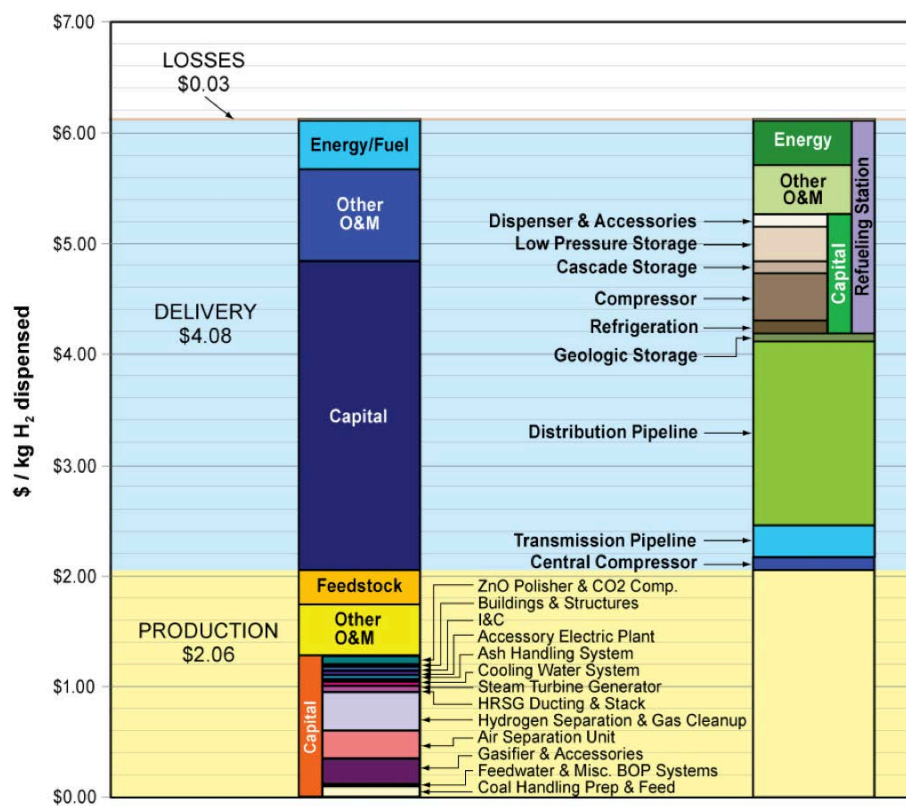 $7.00
LOSSES
$0.03
$6.00
Energy/Fuel
Energy
Other
O&M
Other
O&M
Refueling Station
Dispenser & Accessories
$5.00
Low Pressure Storage
Capital
Cascade Storage
DELIVERY
$4.08
Compressor
Refrigeration
$4.00
Geologic Storage
Capital
$ / kg H₂ dispensed
Distribution Pipeline
$3.00
Transmission Pipeline
Central Compressor
$2.00
Feedstock
ZnO Polisher & CO2 Comp.
Buildings & Structures
Other
O&M
I&C
PRODUCTION
$2.06
Accessory Electric Plant
Ash Handling System
Cooling Water System
$1.00
Steam Turbine Generator
HRSG Ducting & Stack
Capital
Hydrogen Separation & Gas Cleanup
Air Separation Unit
Gasifier & Accessories
Feedwater & Misc. BOP Systems
Coal Handling Prep & Feed
$0.00